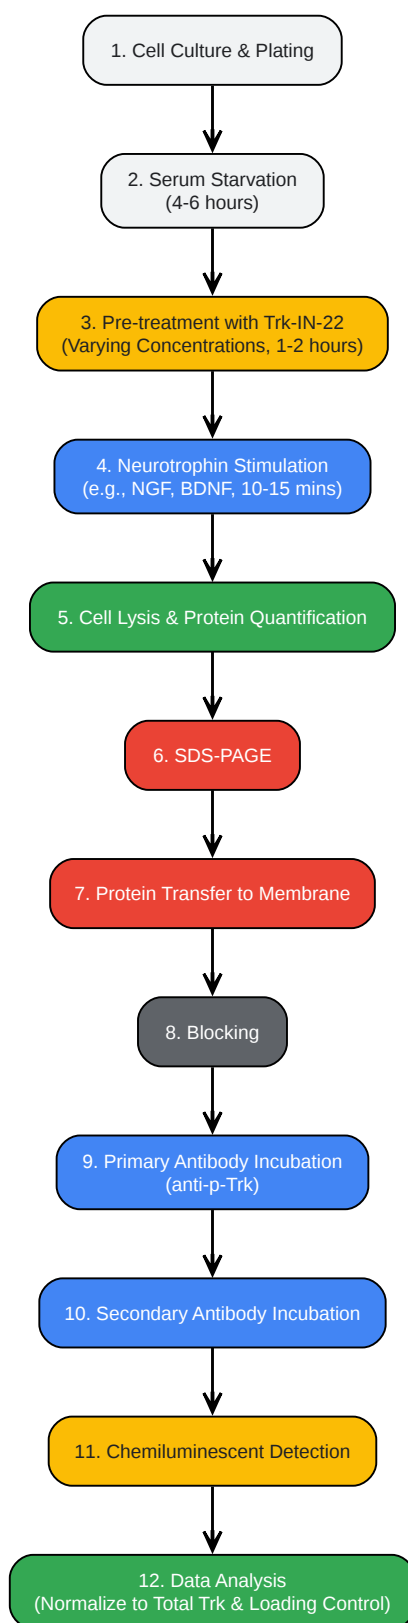 1. Cell Culture & Plating
2. Serum Starvation
(4-6 hours)
3. Pre-treatment with Trk-IN-22
(Varying Concentrations, 1-2 hours)
4. Neurotrophin Stimulation
(e.g., NGF, BDNF, 10-15 mins)
5. Cell Lysis & Protein Quantification
6. SDS-PAGE
7. Protein Transfer to Membrane
8. Blocking
9. Primary Antibody Incubation
(anti-p-Trk)
10. Secondary Antibody Incubation
11. Chemiluminescent Detection
12. Data Analysis
(Normalize to Total Trk & Loading Control)